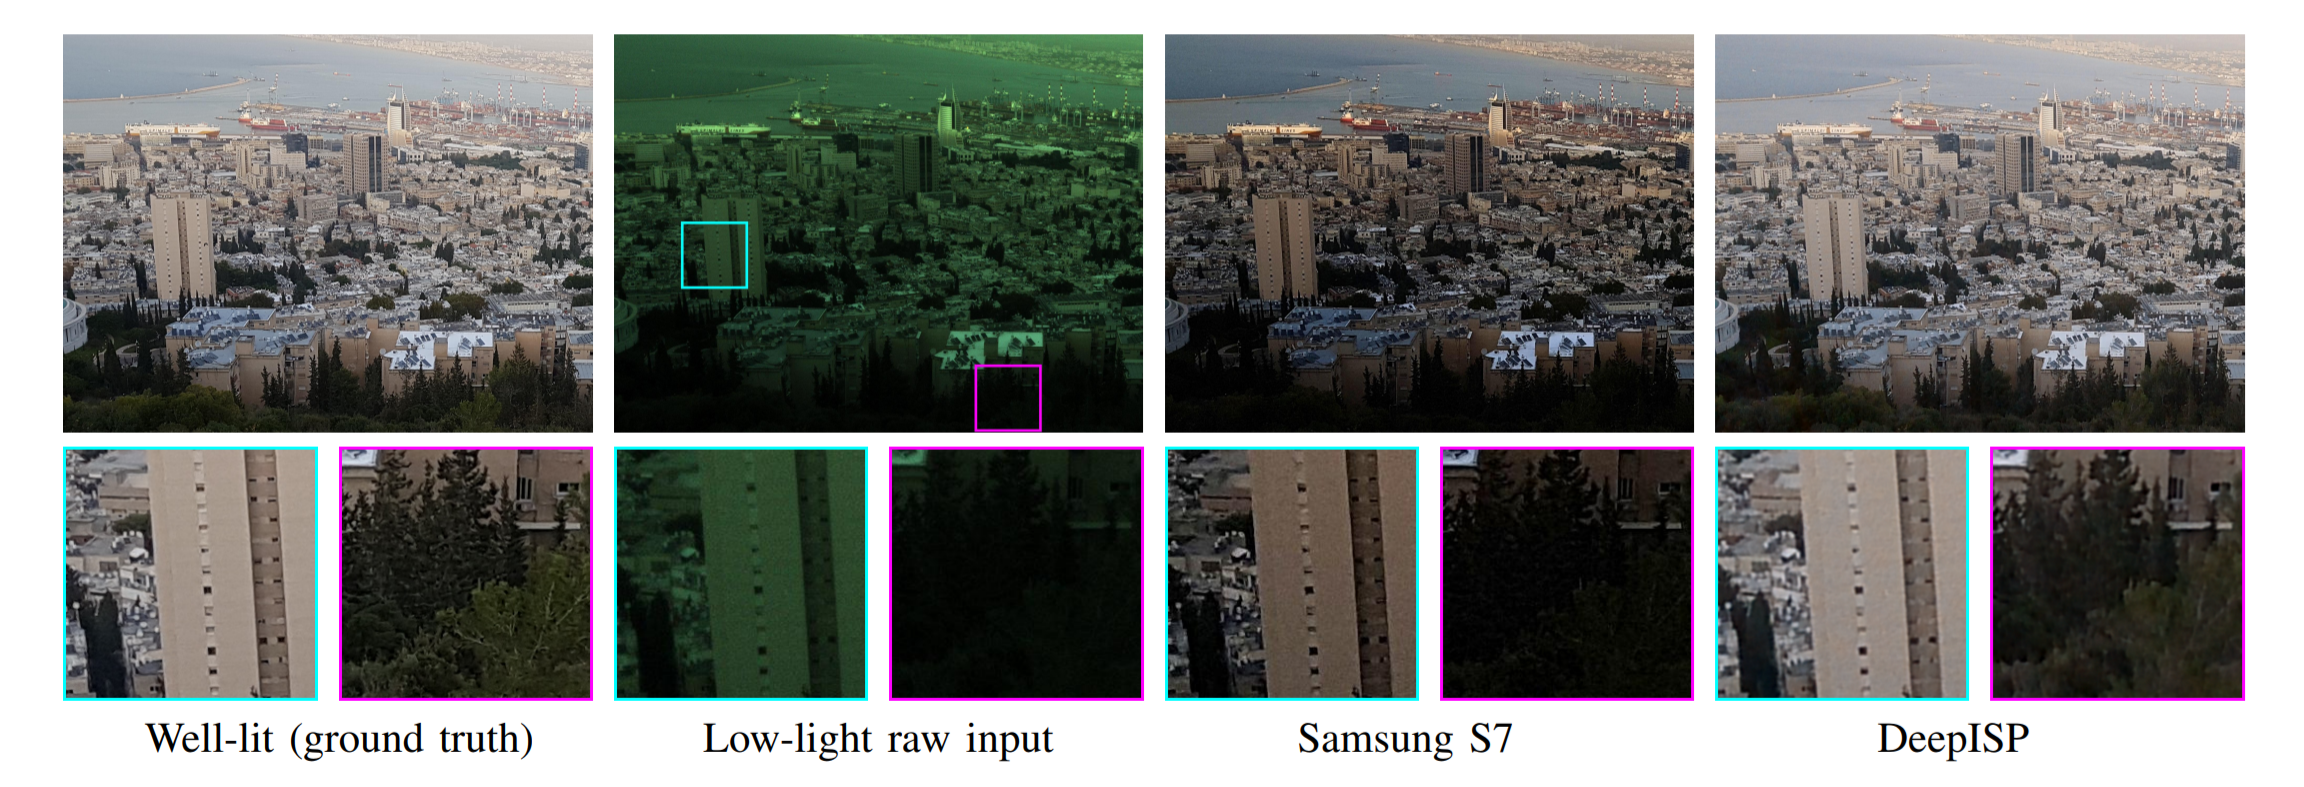 Well-lit (ground truth)
Low-light raw input
Samsung S7
DeepISP